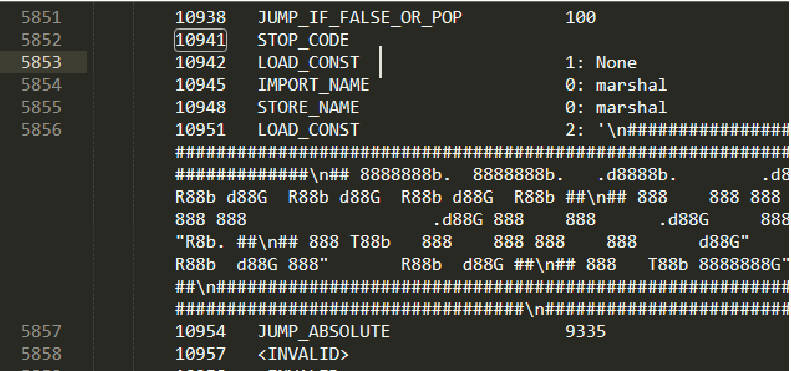 5851 10938 JUMP_IF_FALSE_OR_POP 100
5852 10941 STOP_CODE
5853 10942 LOAD_CONST 1: None
5854 10945 IMPORT_NAME 0: marshal
5855 10948 STORE_NAME 0: marshal
5856 10951 LOAD_CONST 2: '\n################
############################################################
#############\n## 8888888b.  8888888b.   .d8888b.        .d8
R88b d88G  R88b d88G  R88b d88G  R88b ##\n## 888    888 888
888 888                  .d88G 888    888      .d88G     888
"R8b. ##\n## 888 T88b   888    888 888    888      d88G"
R88b  d88G 888"       R88b  d88G ##\n## 888   T88b 8888888G"
##\n########################################################
##################################\n########################
5857 10954 JUMP_ABSOLUTE 9335
5858 10957 <INVALID>